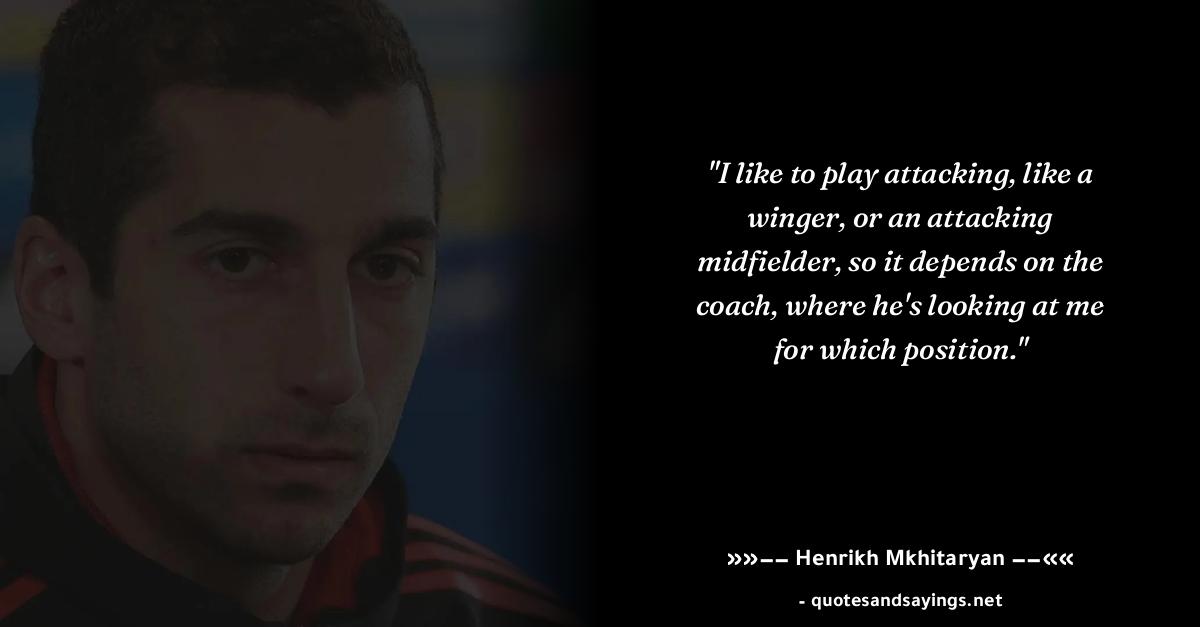 "I like to play attacking, like a
winger, or an attacking
midfielder, so it depends on the
coach, where he's looking at me
for which position."
»»−− Henrikh Mkhitaryan −−««
- quotesandsayings.net